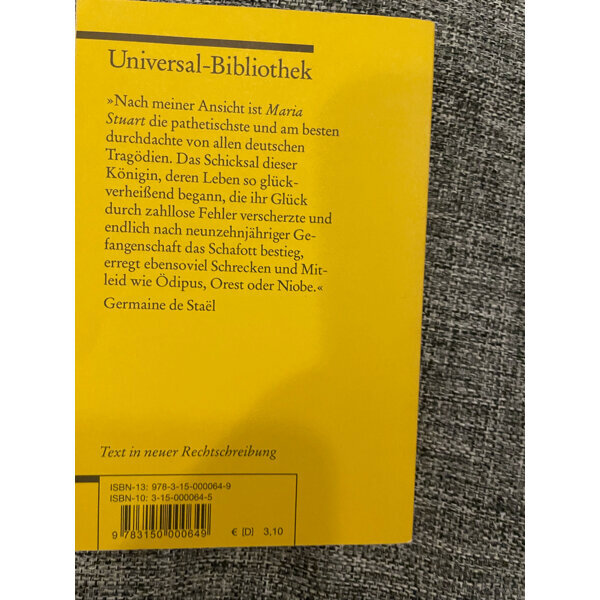 Universal-Bibliothek
»Nach meiner Ansicht ist Maria
Stuart die pathetischste und am besten
durchdachte von allen deutschen
Tragödien. Das Schicksal dieser
Königin, deren Leben so glück-
verheißend begann, die ihr Glück
durch zahllose Fehler verscherzte und
endlich nach neunzehnjähriger Ge-
fangenschaft das Schafott bestieg,
erregt ebensoviel Schrecken und Mit-
leid wie Ödipus, Orest oder Niobe.«
Germaine de Staël
Text in neuer Rechtschreibung
ISBN-13: 978-3-15-000064-9
ISBN-10: 3-15-000064-5
9 783150 000649
€ [D] 3,10